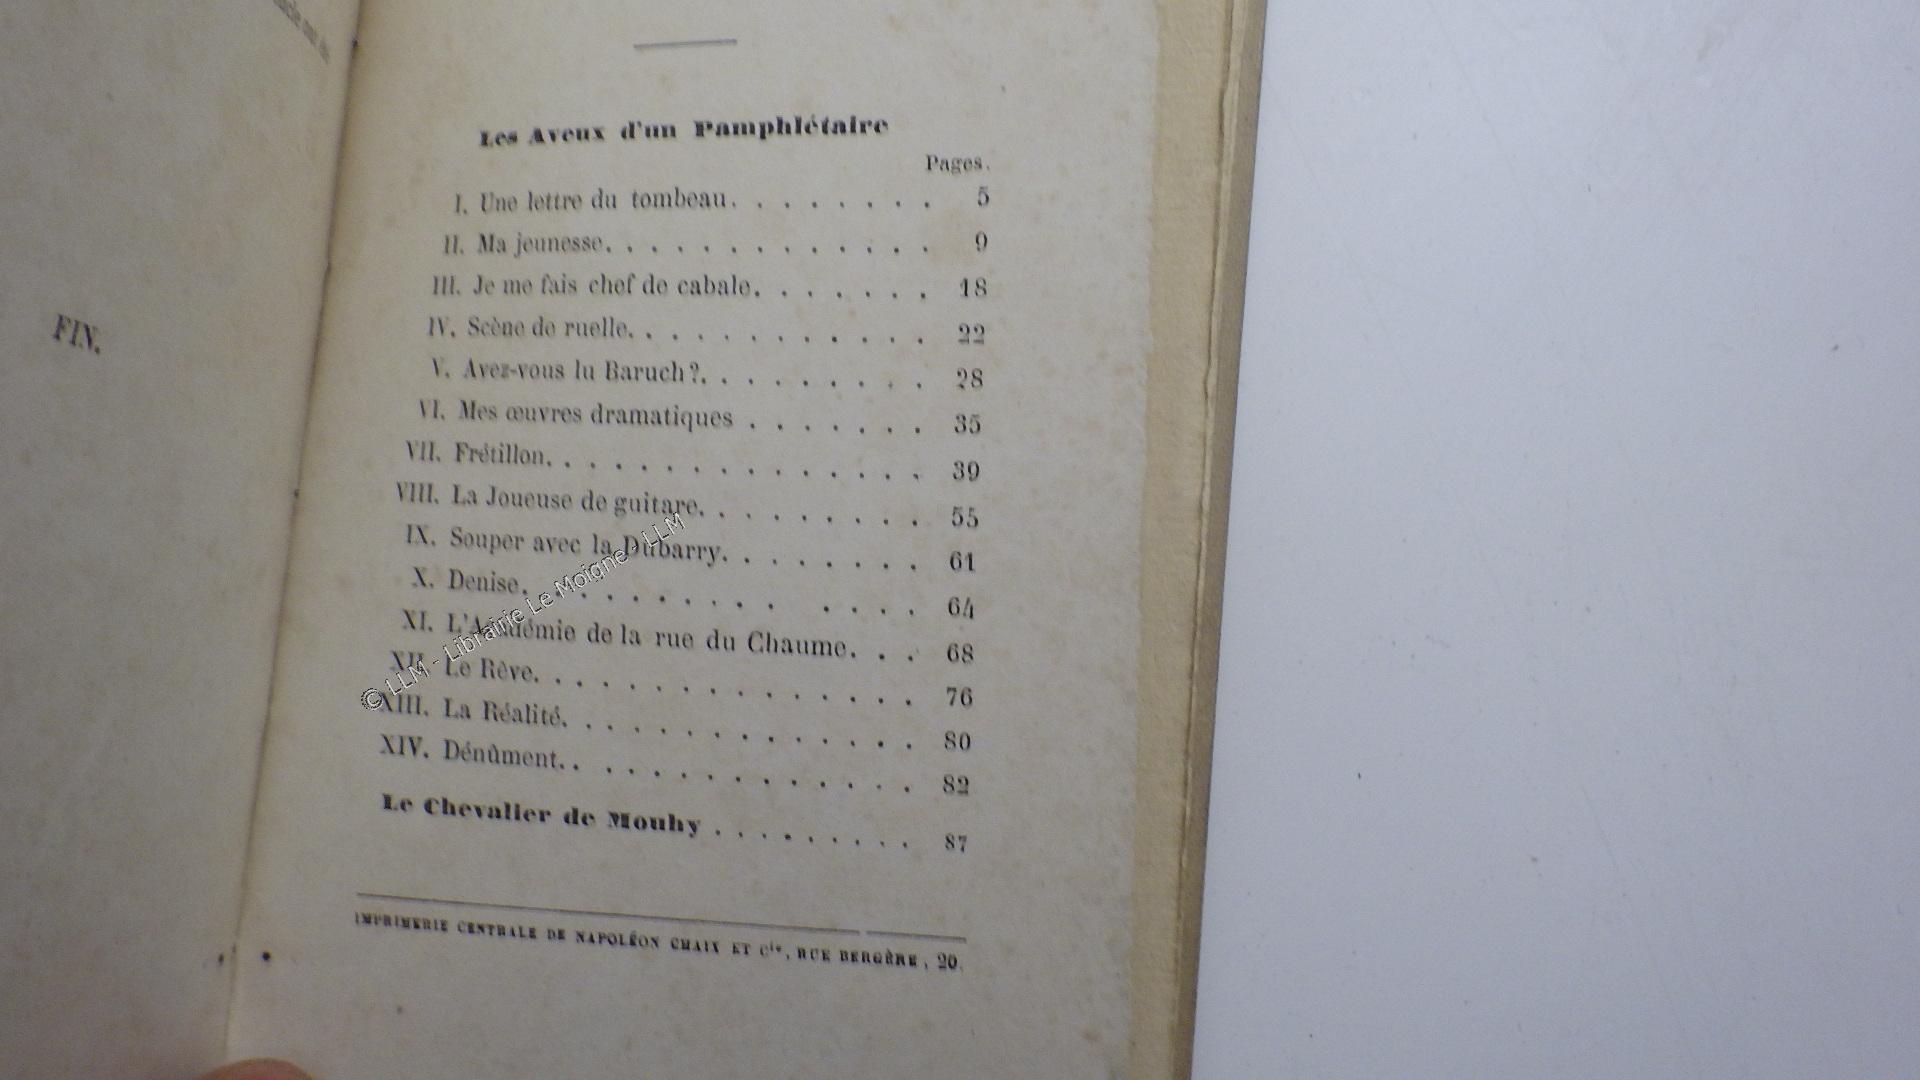 FIN.
Les Aveux d'un Pamphlétaire
Pages.
I. Une lettre du tombeau. . . . . . . . 5
II. Ma jeunesse. . . . . . . . . . . . . . 9
III. Je me fais chef de cabale. . . . . . . 18
IV. Scène de ruelle. . . . . . . . . . . . 22
V. Avez-vous lu Baruch?. . . . . . . . . 28
VI. Mes œuvres dramatiques . . . . . . . 35
VII. Frétillon. . . . . . . . . . . . . . . 39
VIII. La Joueuse de guitare. . . . . . . . . 55
IX. Souper avec la Dubarry. . . . . . . . 61
X. Denise. . . . . . . . . . . . . . 64
XI. L'Académie de la rue du Chaume. . . 68
XII. Le Rêve. . . . . . . . . . . . . . . 76
XIII. La Réalité. . . . . . . . . . . . . . 80
XIV. Dénûment. . . . . . . . . . . . . . 82
Le Chevalier de Mouhy . . . . . . . . . 87
IMPRIMERIE CENTRALE DE NAPOLÉON CHAIX ET Cie, RUE BERGÈRE, 20.
© LLM - Librairie Le Moigne - LLM